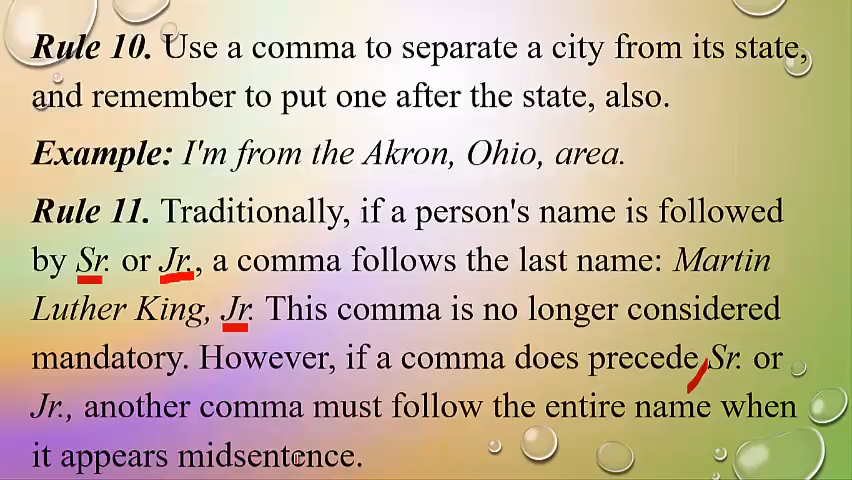 Rule 10. Use a comma to separate a city from its state,
and remember to put one after the state, also.
Example: I'm from the Akron, Ohio, area.
Rule 11. Traditionally, if a person's name is followed
by Sr. or Jr., a comma follows the last name: Martin
Luther King, Jr. This comma is no longer considered
mandatory. However, if a comma does precede Sr. or
Jr., another comma must follow the entire name when
it appears midsentence.